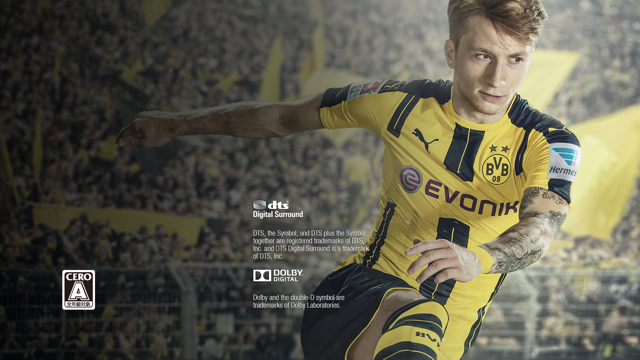 dts
Digital Surround
DTS, the Symbol, and DTS plus the Symbol
together are registered trademarks of DTS,
Inc. and DTS Digital Surround is a trademark
of DTS, Inc.
DOLBY
DIGITAL
Dolby and the double-D symbol are
trademarks of Dolby Laboratories.
CERO
A
BVB
09
EVONIK
Hermes
BVB